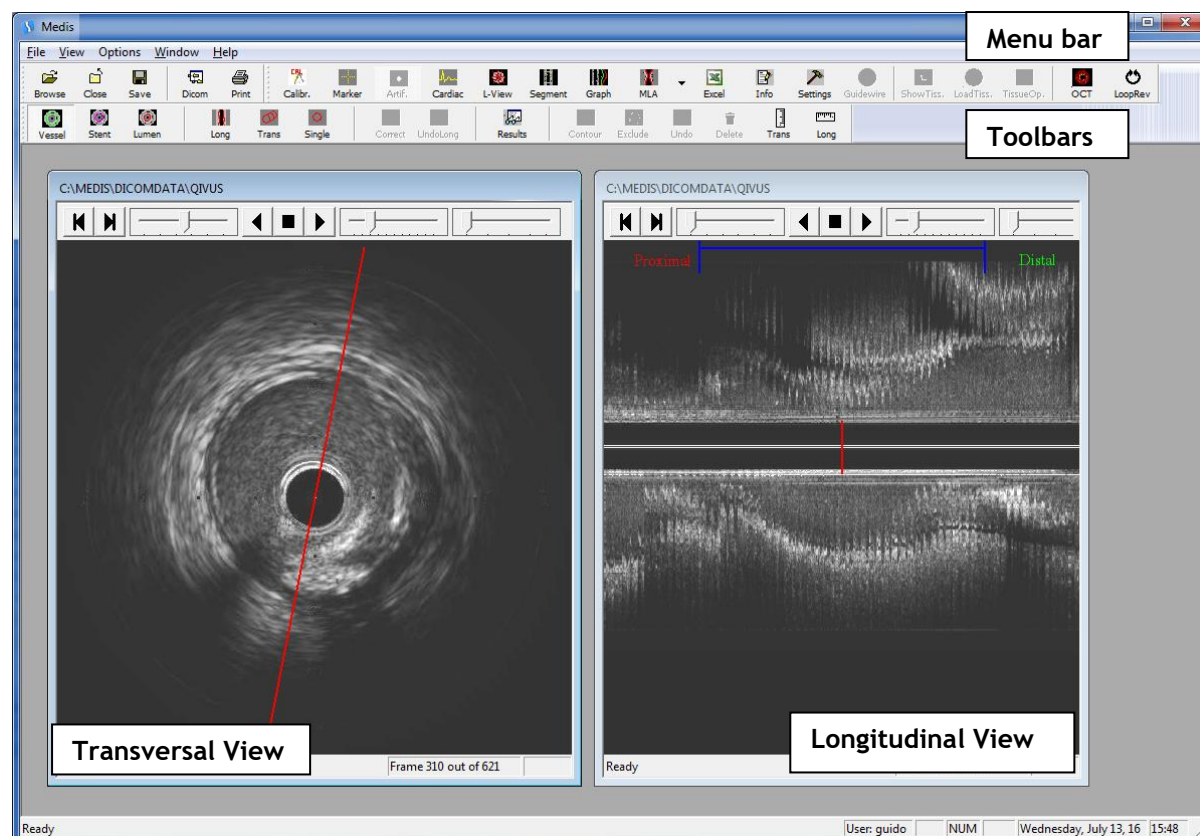 Medis
Menu bar
File View Options Window Help
Browse Close Save Dicom Print Calibr. Marker Artif. Cardiac L-View Segment Graph MLA Excel Info Settings Guidewire ShowTiss. LoadTiss. TissueOp. OCT LoopRev
Toolbars
Vessel Stent Lumen Long Trans Single Correct UndoLong Results Contour Exclude Undo Delete Trans Long
C:\MEDIS\DICOMDATA\QIVUS
C:\MEDIS\DICOMDATA\QIVUS
Proximal Distal
Transversal View
Longitudinal View
Frame 310 out of 621
Ready
Ready
User: guido NUM Wednesday, July 13, 16 15:48